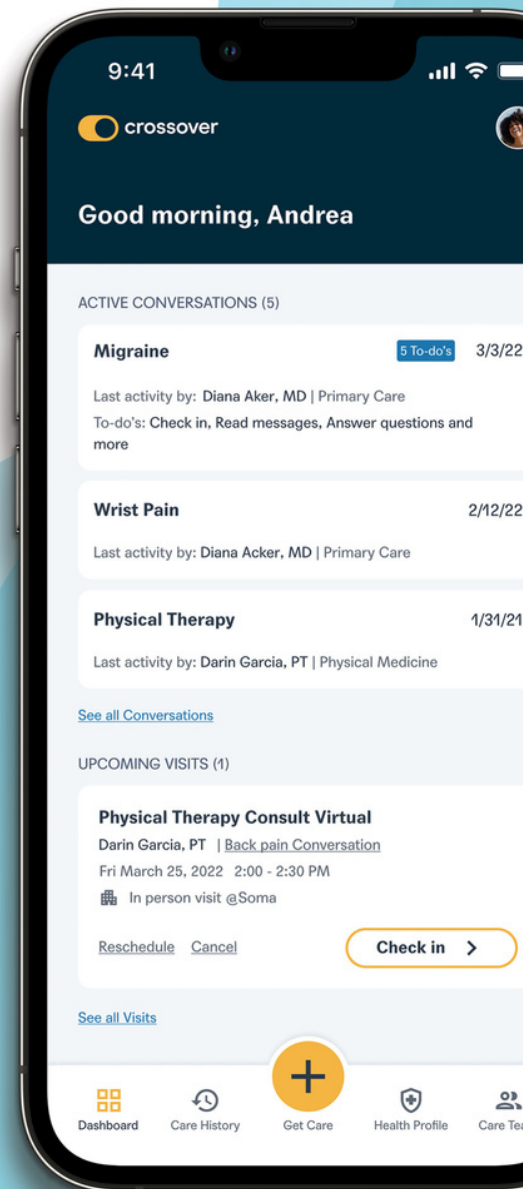 9:41
crossover
Good morning, Andrea
ACTIVE CONVERSATIONS (5)
Migraine 5 To-do's 3/3/22
Last activity by: Diana Aker, MD | Primary Care
To-do's: Check in, Read messages, Answer questions and
more
Wrist Pain 2/12/22
Last activity by: Diana Acker, MD | Primary Care
Physical Therapy 1/31/21
Last activity by: Darin Garcia, PT | Physical Medicine
See all Conversations
UPCOMING VISITS (1)
Physical Therapy Consult Virtual
Darin Garcia, PT | Back pain Conversation
Fri March 25, 2022 2:00 - 2:30 PM
In person visit @Soma
Reschedule Cancel Check in >
See all Visits
Dashboard Care History Get Care Health Profile Care Tea